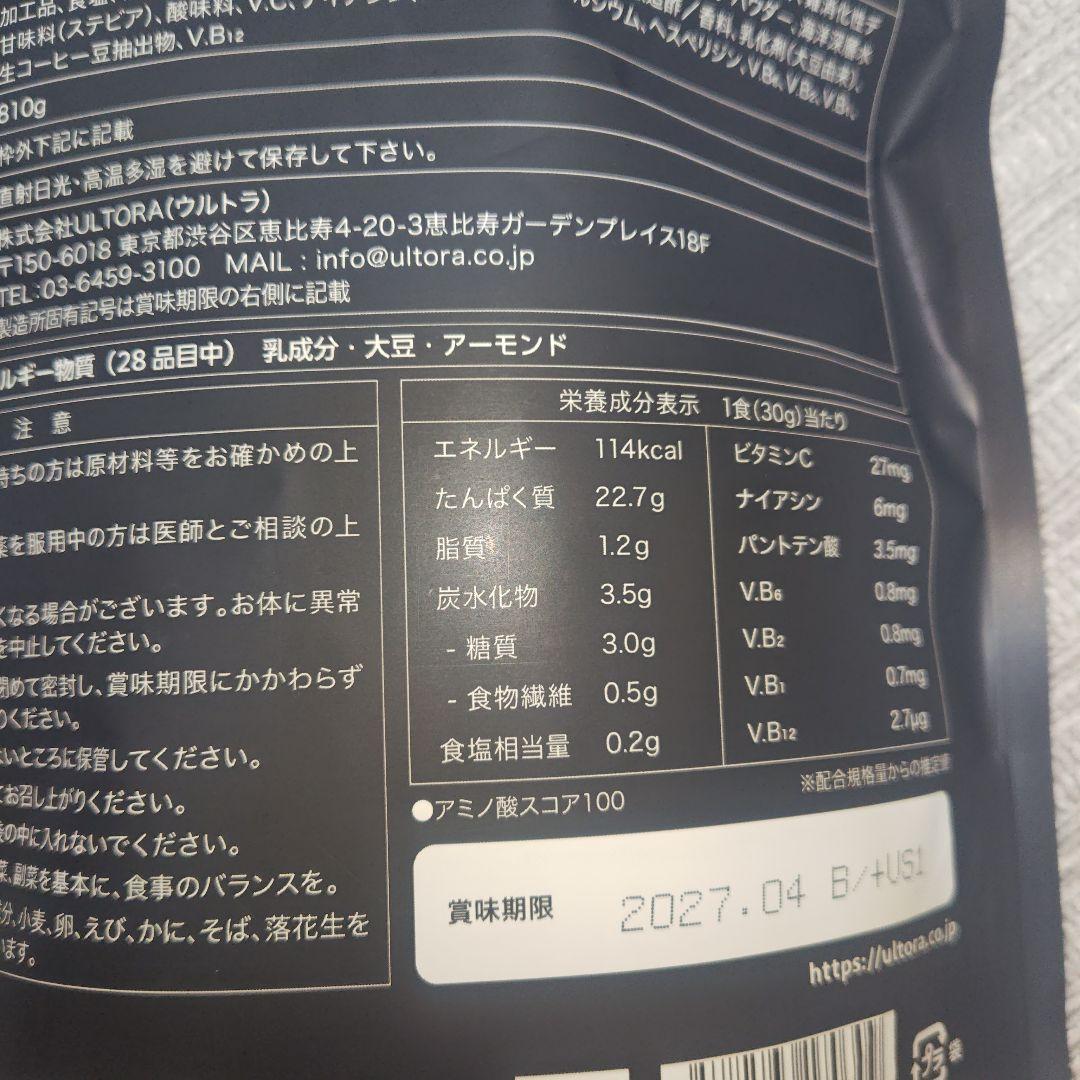 甘味料(ステビア)、酸味料、V.C、
生コーヒー豆抽出物、V.B12
パウダー、海洋深層水
香料、乳化剤(大豆由来)、
ルシウム、ヘスペリジン、V.B6、V.B2、V.B1、
810g
枠外下記に記載
直射日光・高温多湿を避けて保存して下さい。
株式会社ULTORA(ウルトラ)
〒150-6018 東京都渋谷区恵比寿4-20-3恵比寿ガーデンプレイス18F
TEL:03-6459-3100 MAIL : info@ultora.co.jp
製造所固有記号は賞味期限の右側に記載
ルギー物質(28品目中) 乳成分・大豆・アーモンド
注意
持ちの方は原材料等をお確かめの上
薬を服用中の方は医師とご相談の上
くなる場合がございます。お体に異常
を中止してください。
閉めて密封し、賞味期限にかかわらず
ください。
ないところに保管してください。
お召し上がりください。
の中に入れないでください。
菜、副菜を基本に、食事のバランスを。
分、小麦、卵、えび、かに、そば、落花生を
います。
栄養成分表示 1食(30g)当たり
エネルギー 114kcal
たんぱく質 22.7g
脂質 1.2g
炭水化物 3.5g
- 糖質 3.0g
- 食物繊維 0.5g
食塩相当量 0.2g
ビタミンC 27mg
ナイアシン 6mg
パントテン酸 3.5mg
V.B6 0.8mg
V.B2 0.8mg
V.B1 0.7mg
V.B12 2.7μg
※配合規格量からの推定値
●アミノ酸スコア100
賞味期限 2027.04 B/+US1
https://ultora.co.jp
プラ
袋